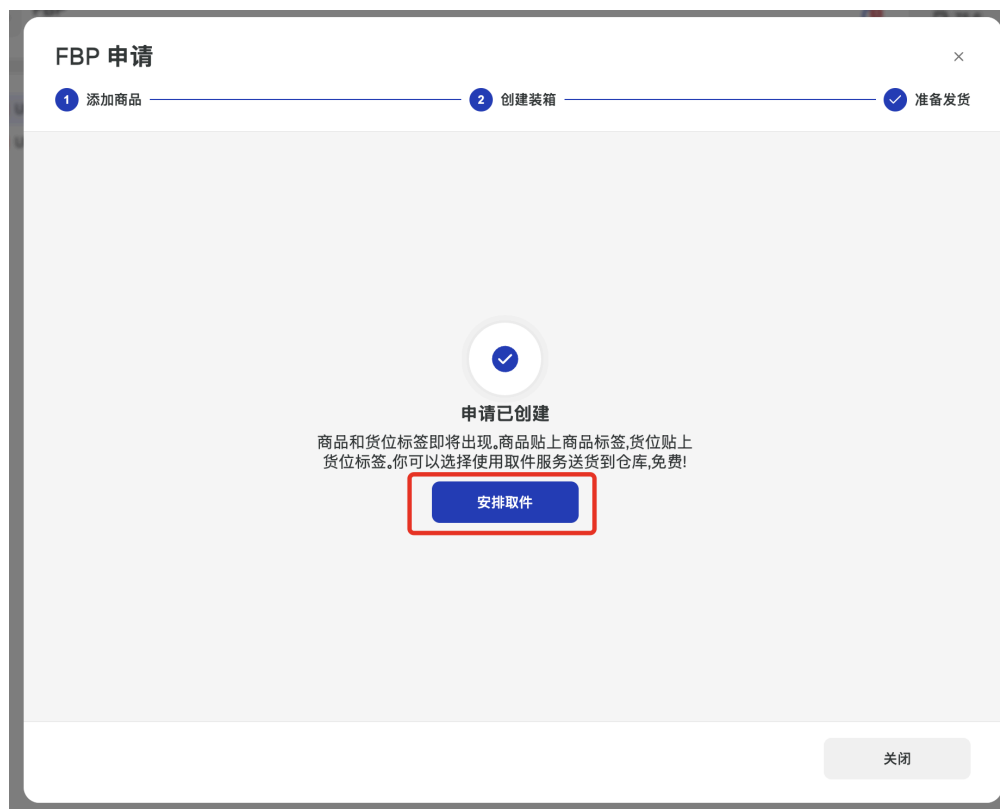 FBP 申请
1 添加商品
2 创建装箱
准备发货
申请已创建
商品和货位标签即将出现。商品贴上商品标签,货位贴上
货位标签。你可以选择使用取件服务送货到仓库,免费!
安排取件
关闭